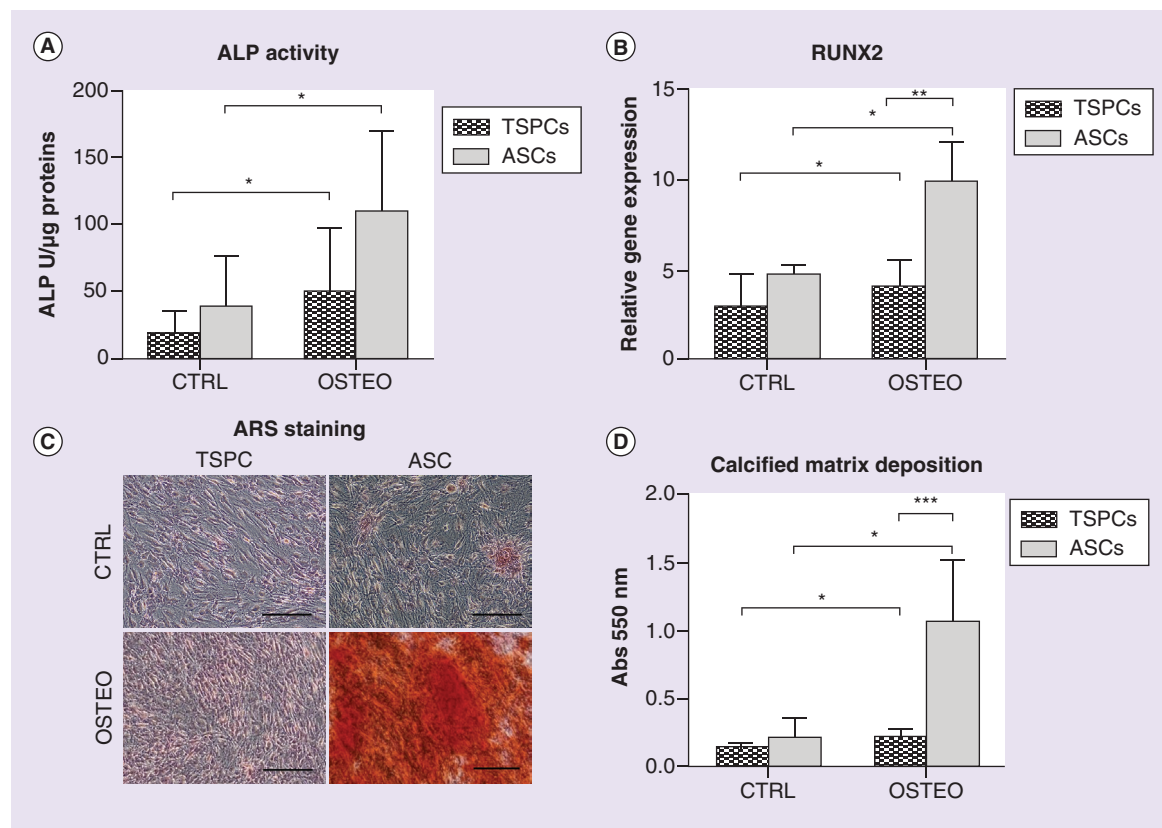 A
ALP activity
ALP U/µg proteins
200
150
100
50
0
*
*
CTRL
OSTEO
TSPCs
ASCs
B
RUNX2
Relative gene expression
15
10
5
0
**
*
*
CTRL
OSTEO
TSPCs
ASCs
C
ARS staining
TSPC
ASC
CTRL
OSTEO
D
Calcified matrix deposition
Abs 550 nm
2.0
1.5
1.0
0.5
0.0
***
*
*
CTRL
OSTEO
TSPCs
ASCs